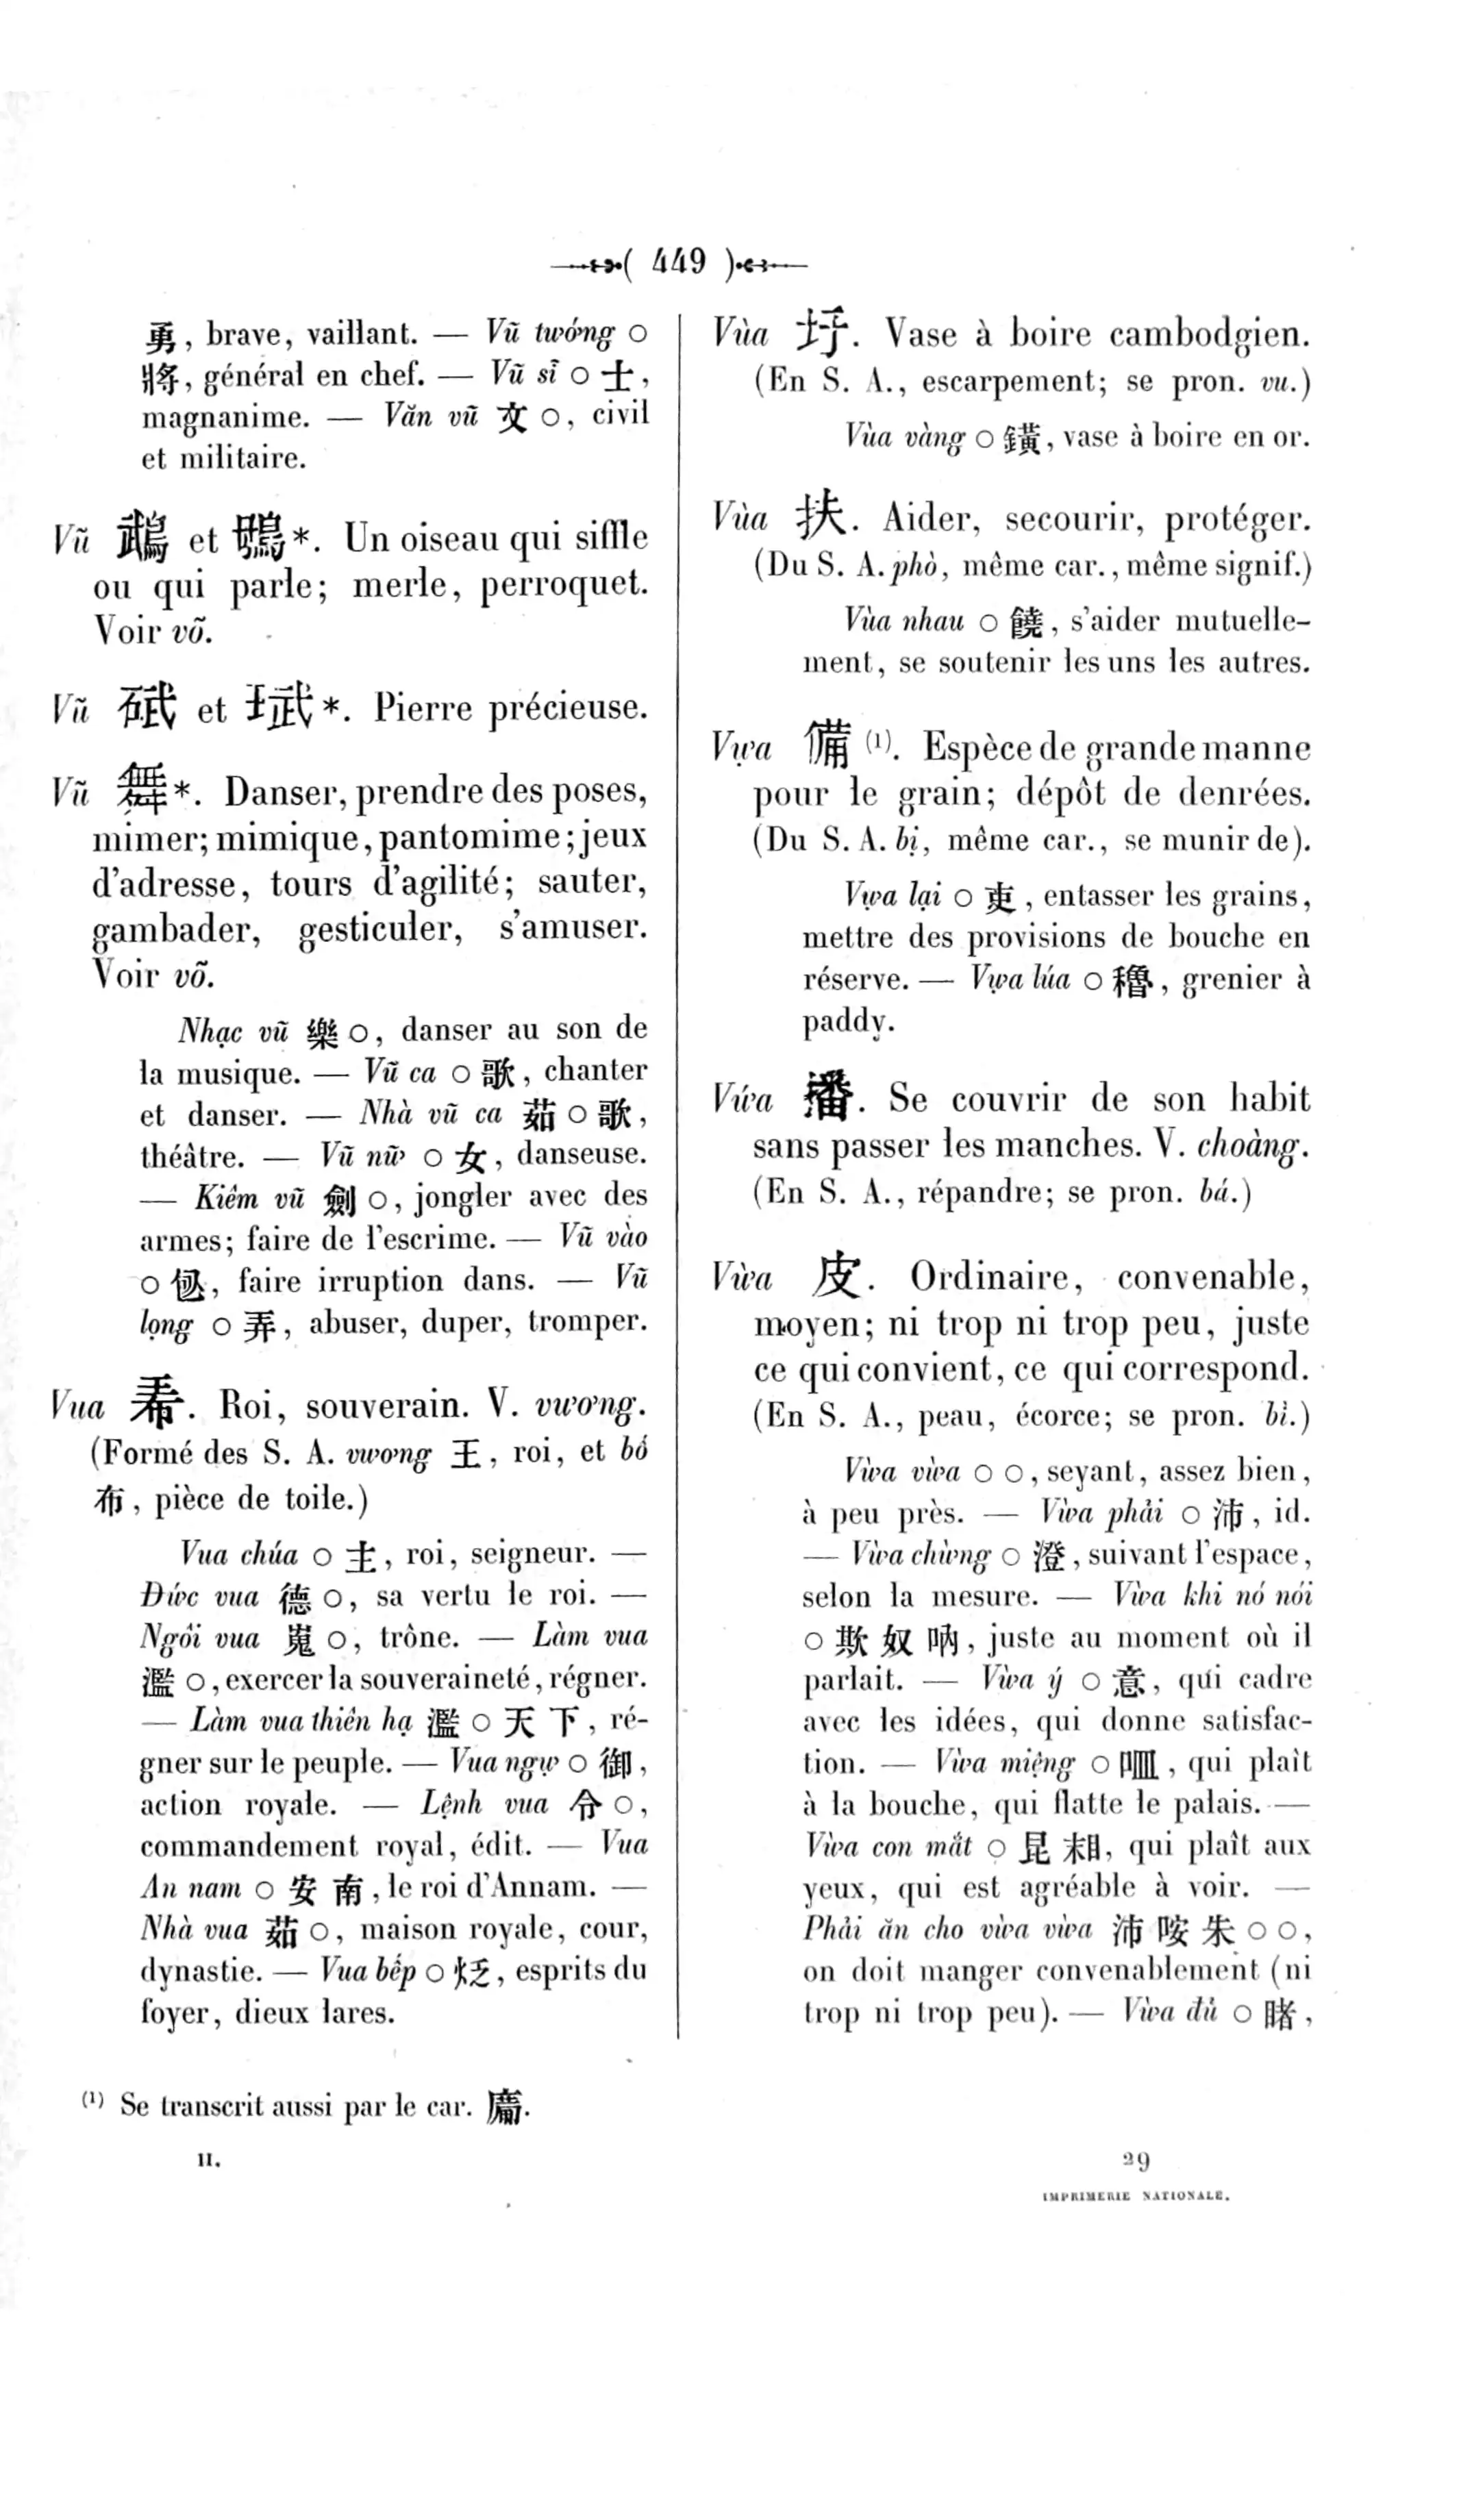 ( 449 )
勇, brave, vaillant. — Vũ tướng ○
將, général en chef. — Vũ sĩ ○ 士,
magnanime. — Văn vũ 文 ○, civil
et militaire.
Vũ 鵡 et 鸚*. Un oiseau qui siffle
ou qui parle; merle, perroquet.
Voir võ.
Vũ 碔 et 珷*. Pierre précieuse.
Vũ 舞*. Danser, prendre des poses,
mimer; mimique, pantomime; jeux
d'adresse, tours d'agilité; sauter,
gambader, gesticuler, s'amuser.
Voir võ.
Nhạc vũ 樂 ○, danser au son de
la musique. — Vũ ca ○ 歌, chanter
et danser. — Nhà vũ ca 茹 ○ 歌,
théâtre. — Vũ nữ ○ 女, danseuse.
— Kiêm vũ 劍 ○, jongler avec des
armes; faire de l'escrime. — Vũ vào
○, faire irruption dans. — Vũ
lọng ○ 弄, abuser, duper, tromper.
Vua 𢂜. Roi, souverain. V. vương.
(Formé des S. A. vương 王, roi, et bố
布, pièce de toile.)
Vua chúa ○ 主, roi, seigneur. —
Đức vua 德 ○, sa vertu le roi. —
Ngôi vua 嵬 ○, trône. — Làm vua
濫 ○, exercer la souveraineté, régner.
— Làm vua thiên hạ 濫 ○ 天 下, ré-
gner sur le peuple. — Vua ngự ○ 御,
action royale. — Lệnh vua 令 ○,
commandement royal, édit. — Vua
An nam ○ 安 南, le roi d'Annam. —
Nhà vua 茹 ○, maison royale, cour,
dynastie. — Vua bếp ○ 炦, esprits du
foyer, dieux lares.
Vùa 圩. Vase à boire cambodgien.
(En S. A., escarpement; se pron. vu.)
Vùa vàng ○ 鐄, vase à boire en or.
Vùa 扶. Aider, secourir, protéger.
(Du S. A. phò, même car., même signif.)
Vùa nhau ○ 饒, s'aider mutuelle-
ment, se soutenir les uns les autres.
Vựa 備 (1). Espèce de grande manne
pour le grain; dépôt de denrées.
(Du S. A. bị, même car., se munir de).
Vựa lại ○ 吏, entasser les grains,
mettre des provisions de bouche en
réserve. — Vựa lúa ○ 穭, grenier à
paddy.
Vứa 播. Se couvrir de son habit
sans passer les manches. V. choàng.
(En S. A., répandre; se pron. bá.)
Vừa 皮. Ordinaire, convenable,
moyen; ni trop ni trop peu, juste
ce qui convient, ce qui correspond.
(En S. A., peau, écorce; se pron. bì.)
Vừa vừa ○ ○, seyant, assez bien,
à peu près. — Vừa phải ○ 沛, id.
— Vừa chừng ○ 澄, suivant l'espace,
selon la mesure. — Vừa khi nó nói
○ 欺 奴 吶, juste au moment où il
parlait. — Vừa ý ○ 意, qui cadre
avec les idées, qui donne satisfac-
tion. — Vừa miệng ○ 𠰘, qui plaît
à la bouche, qui flatte le palais. —
Vừa con mắt ○ 昆 眜, qui plaît aux
yeux, qui est agréable à voir. —
Phải ăn cho vừa vừa 沛 咹 朱 ○ ○,
on doit manger convenablement (ni
trop ni trop peu). — Vừa đủ ○ 睹,
(1) Se transcrit aussi par le car.
II.
29
IMPRIMERIE NATIONALE.